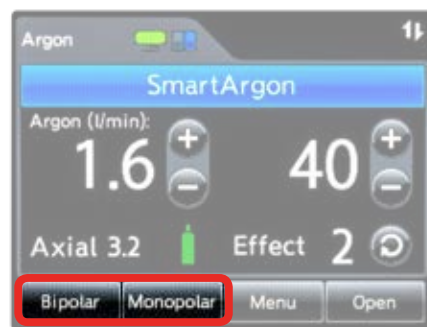 Argon
SmartArgon
Argon (l/min):
1.6 + − 40 + −
Axial 3.2 Effect 2
Bipolar Monopolar Menu Open